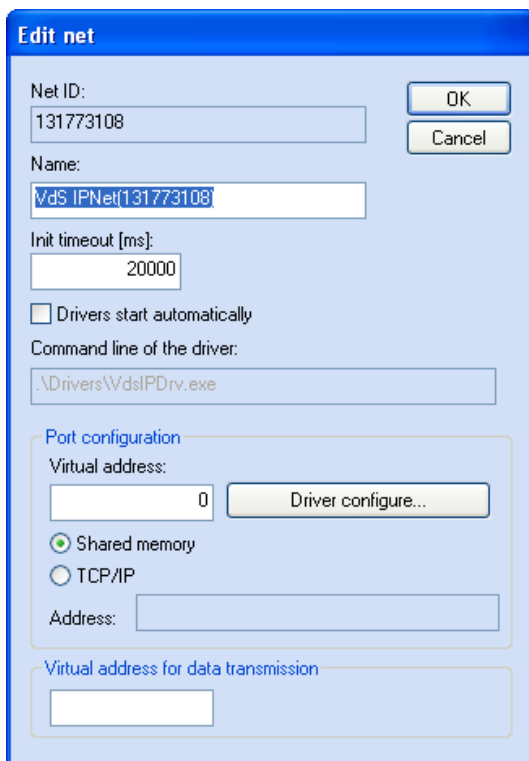 Edit net
Net ID:
131773108
OK
Cancel
Name:
VdS IPNet(131773108)
Init timeout [ms]:
20000
Drivers start automatically
Command line of the driver:
.\Drivers\VdsIPDrv.exe
Port configuration
Virtual address:
0
Driver configure...
Shared memory
TCP/IP
Address:
Virtual address for data transmission